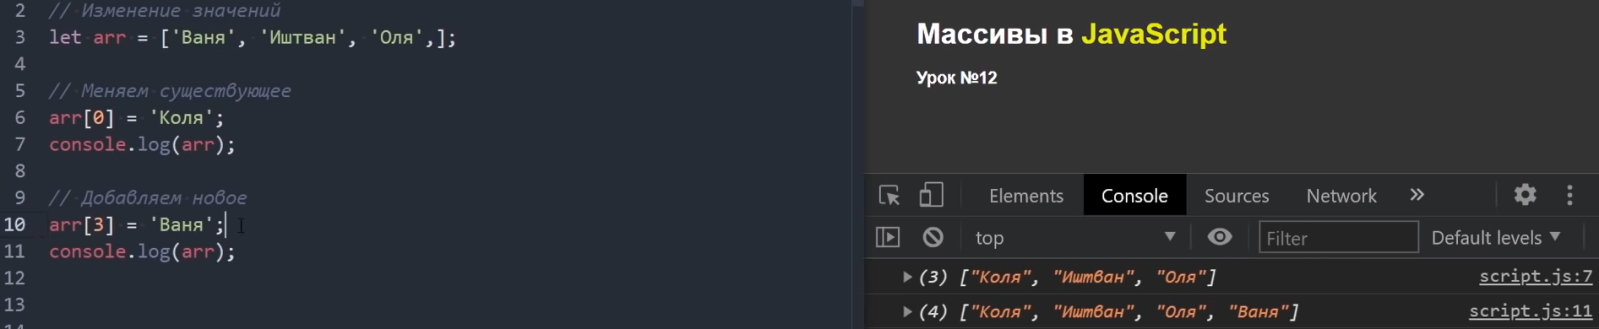 2 // Изменение значений
3 let arr = ['Ваня', 'Иштван', 'Оля',];
4
5 // Меняем существующее
6 arr[0] = 'Коля';
7 console.log(arr);
8
9 // Добавляем новое
10 arr[3] = 'Ваня';
11 console.log(arr);
12
13
Массивы в JavaScript
Урок №12
Elements Console Sources Network »
top Filter Default levels
(3) ["Коля", "Иштван", "Оля"] script.js:7
(4) ["Коля", "Иштван", "Оля", "Ваня"] script.js:11